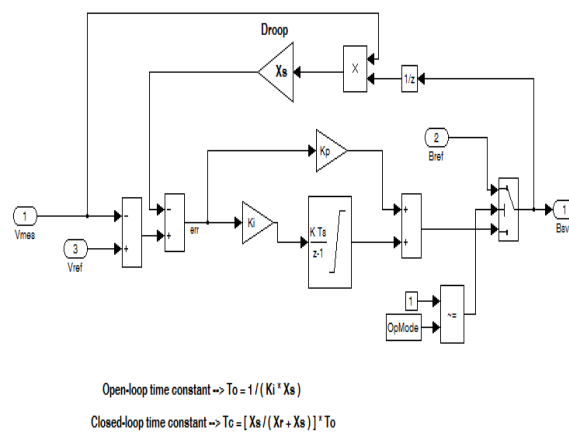 Droop
Xs
X
1/z
2
Bref
Kp
1
Vmes
−
+
3
Vref
−
+
err
Ki
K Ts
z-1
+
+
1
Bsv
1
OpMode
~=
Open-loop time constant --> To = 1 / ( Ki * Xs )
Closed-loop time constant --> Tc = [ Xs / ( Xr + Xs ) ] * To